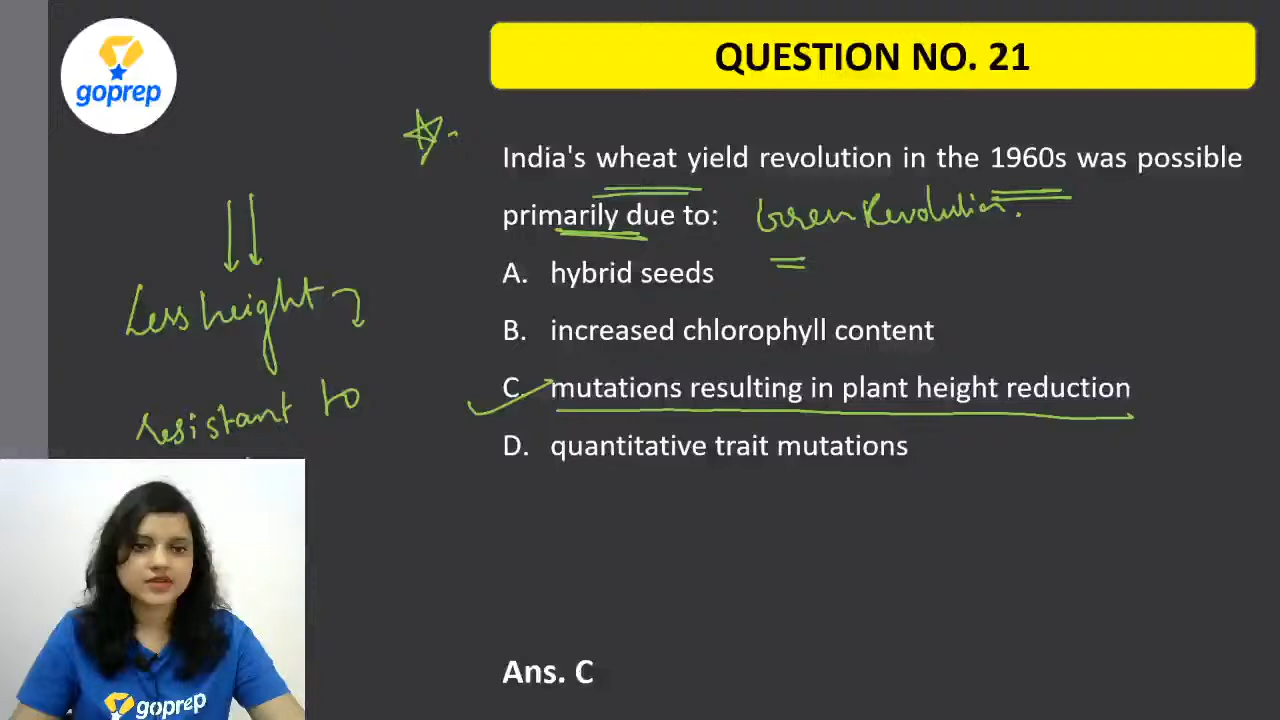 goprep
QUESTION NO. 21
India's wheat yield revolution in the 1960s was possible
primarily due to:
Green Revolution.
A. hybrid seeds
B. increased chlorophyll content
C. mutations resulting in plant height reduction
D. quantitative trait mutations
Less height
resistant to
Ans. C
goprep